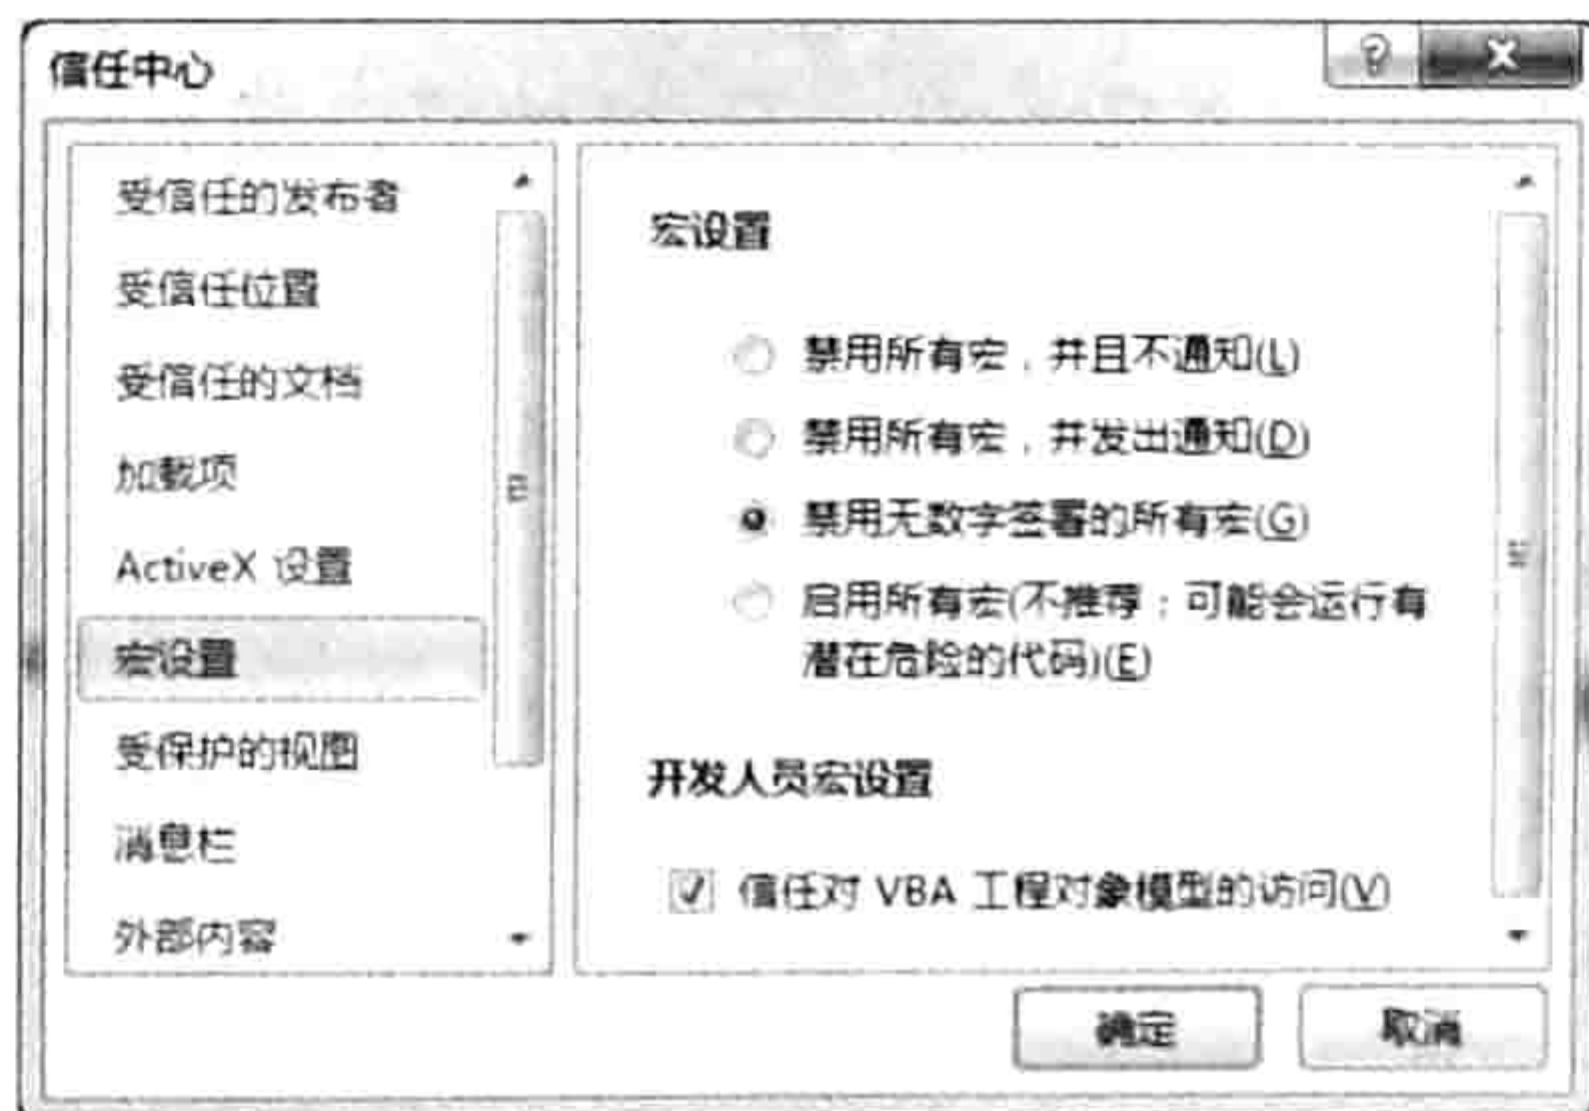 信任中心
受信任的发布者
受信任位置
受信任的文档
加载项
ActiveX 设置
宏设置
受保护的视图
消息栏
外部内容
宏设置
禁用所有宏，并且不通知(L)
禁用所有宏，并发出通知(D)
禁用无数字签署的所有宏(G)
启用所有宏(不推荐；可能会运行有
潜在危险的代码)(E)
开发人员宏设置
信任对 VBA 工程对象模型的访问(V)
确定
取消